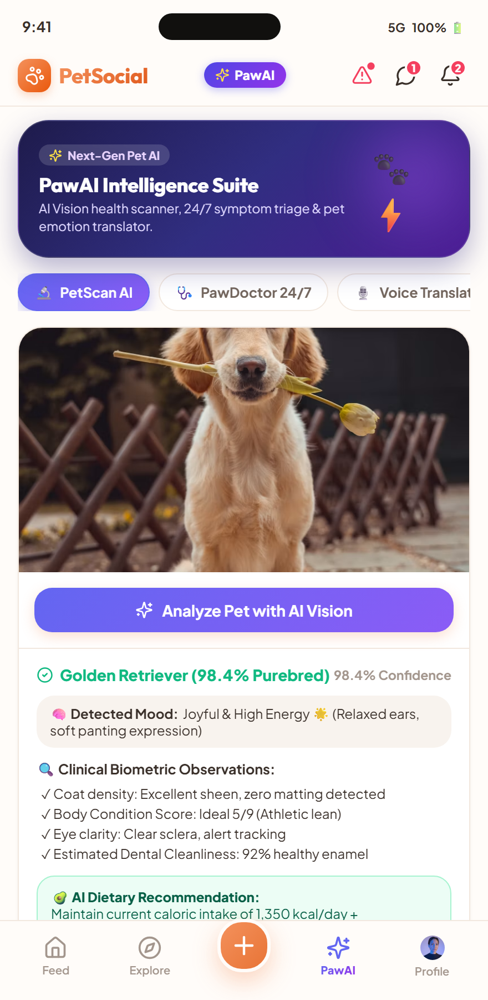 9:41
5G 100%
PetSocial
PawAI
1
2
Next-Gen Pet AI
PawAI Intelligence Suite
AI Vision health scanner, 24/7 symptom triage & pet
emotion translator.
PetScan AI
PawDoctor 24/7
Voice Translat
Analyze Pet with AI Vision
Golden Retriever (98.4% Purebred) 98.4% Confidence
🧠 Detected Mood: Joyful & High Energy 🌟 (Relaxed ears,
soft panting expression)
🔍 Clinical Biometric Observations:
✓ Coat density: Excellent sheen, zero matting detected
✓ Body Condition Score: Ideal 5/9 (Athletic lean)
✓ Eye clarity: Clear sclera, alert tracking
✓ Estimated Dental Cleanliness: 92% healthy enamel
🥑 AI Dietary Recommendation:
Maintain current caloric intake of 1,350 kcal/day +
Feed
Explore
PawAI
Profile